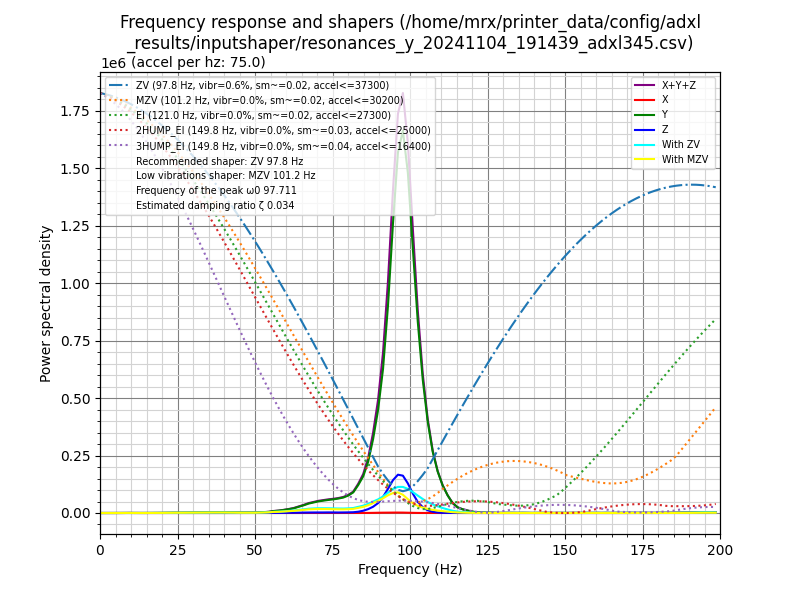 Frequency response and shapers (/home/mrx/printer_data/config/adxl
_results/inputshaper/resonances_y_20241104_191439_adxl345.csv)
1e6 (accel per hz: 75.0)
ZV (97.8 Hz, vibr=0.6%, sm~=0.02, accel<=37300)
MZV (101.2 Hz, vibr=0.0%, sm~=0.02, accel<=30200)
EI (121.0 Hz, vibr=0.0%, sm~=0.02, accel<=27300)
2HUMP_EI (149.8 Hz, vibr=0.0%, sm~=0.03, accel<=25000)
3HUMP_EI (149.8 Hz, vibr=0.0%, sm~=0.04, accel<=16400)
Recommended shaper: ZV 97.8 Hz
Low vibrations shaper: MZV 101.2 Hz
Frequency of the peak ω0 97.711
Estimated damping ratio ζ 0.034
X+Y+Z
X
Y
Z
With ZV
With MZV
1.75
1.50
1.25
1.00
0.75
0.50
0.25
0.00
Power spectral density
0 25 50 75 100 125 150 175 200
Frequency (Hz)